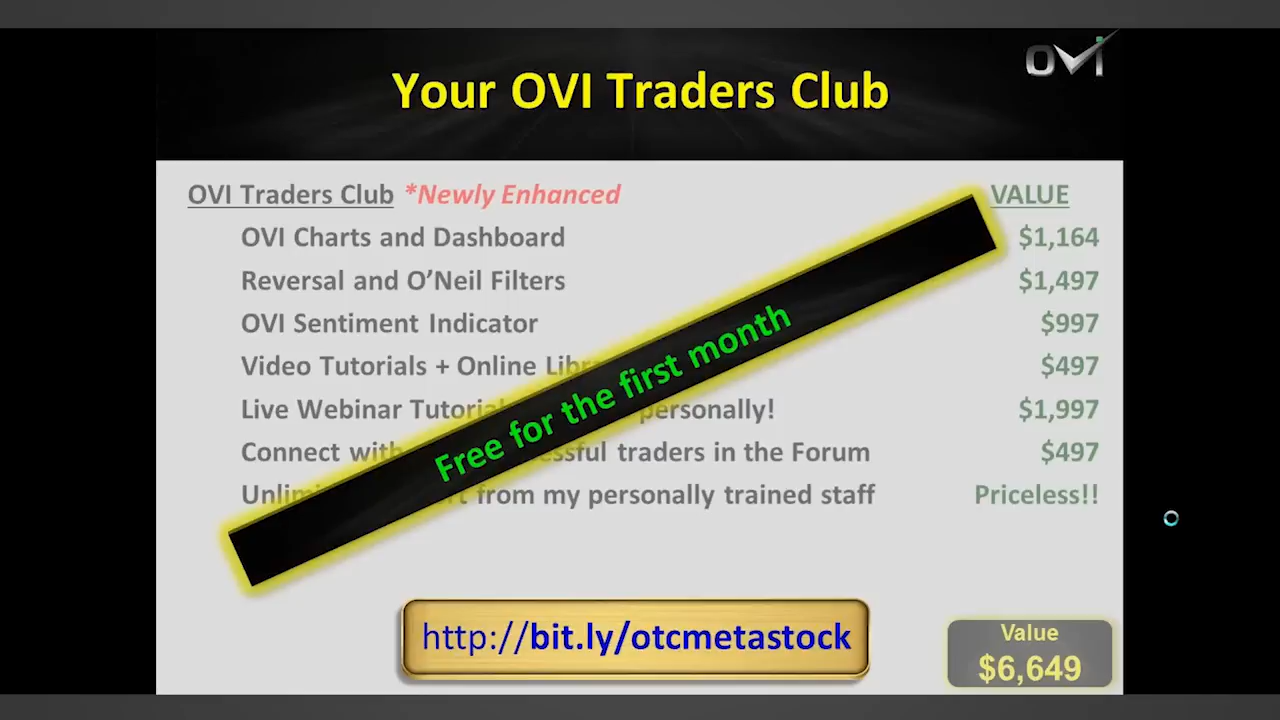 OVI
Your OVI Traders Club
OVI Traders Club *Newly Enhanced VALUE
OVI Charts and Dashboard $1,164
Reversal and O’Neil Filters $1,497
OVI Sentiment Indicator $997
Video Tutorials + Online $497
Live Webinar personally! $1,997
Connect traders in the Forum $497
from my personally trained staff Priceless!!
Free for the first month
http://bit.ly/otcmetastock
Value
$6,649